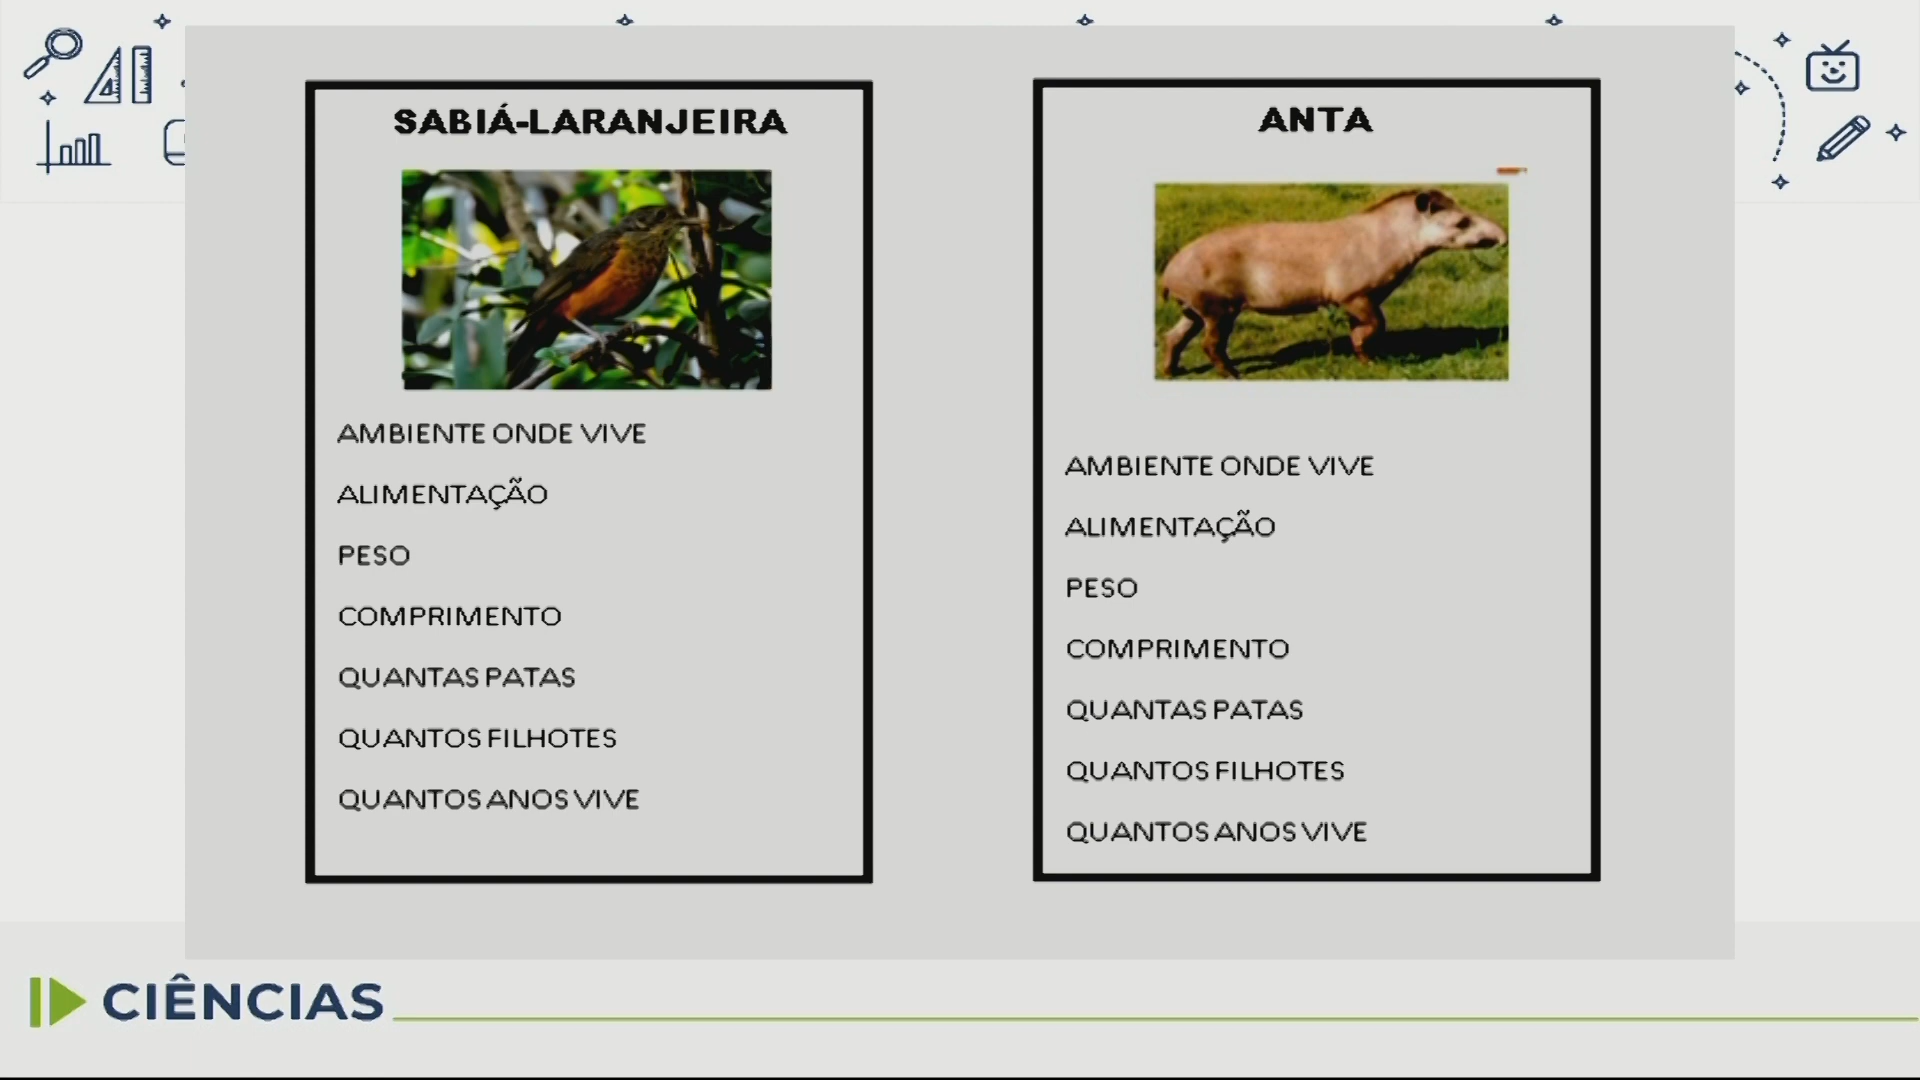 SABIÁ-LARANJEIRA
AMBIENTE ONDE VIVE
ALIMENTAÇÃO
PESO
COMPRIMENTO
QUANTAS PATAS
QUANTOS FILHOTES
QUANTOS ANOS VIVE
ANTA
AMBIENTE ONDE VIVE
ALIMENTAÇÃO
PESO
COMPRIMENTO
QUANTAS PATAS
QUANTOS FILHOTES
QUANTOS ANOS VIVE
CIÊNCIAS